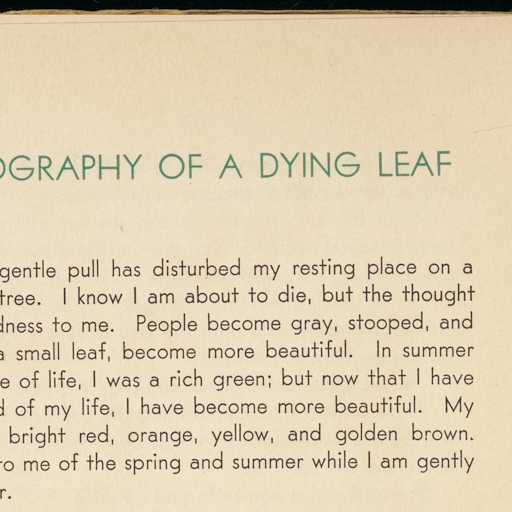 OGRAPHY OF A DYING LEAF
gentle pull has disturbed my resting place on a
tree. I know I am about to die, but the thought
dness to me. People become gray, stooped, and
a small leaf, become more beautiful. In summer
e of life, I was a rich green; but now that I have
d of my life, I have become more beautiful. My
bright red, orange, yellow, and golden brown.
to me of the spring and summer while I am gently
r.